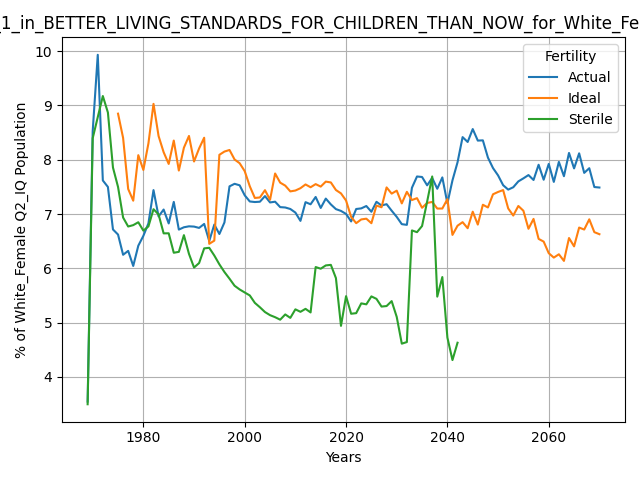 _1_in_BETTER_LIVING_STANDARDS_FOR_CHILDREN_THAN_NOW_for_White_Fe
Fertility
Actual
Ideal
Sterile
% of White_Female Q2_IQ Population
10
9
8
7
6
5
4
1980 2000 2020 2040 2060
Years